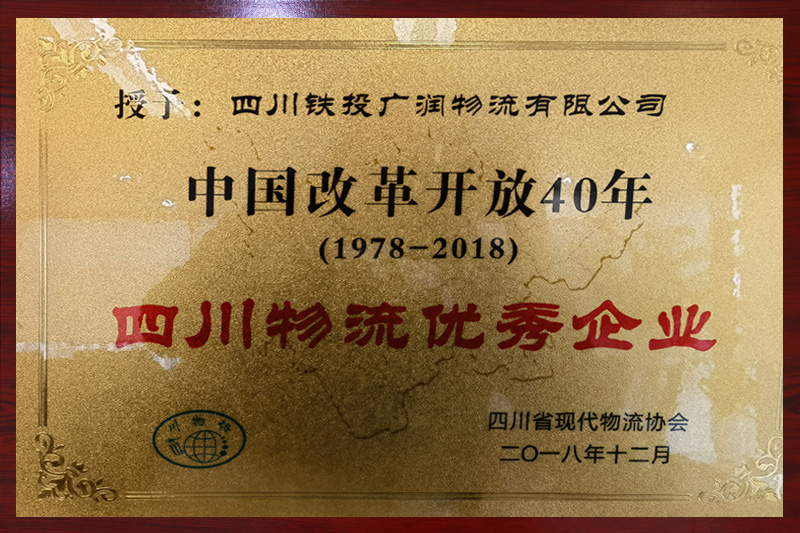 授予：四川铁投广润物流有限公司
中国改革开放40年
(1978-2018)
四川物流优秀企业
四川省现代物流协会
二〇一八年十二月